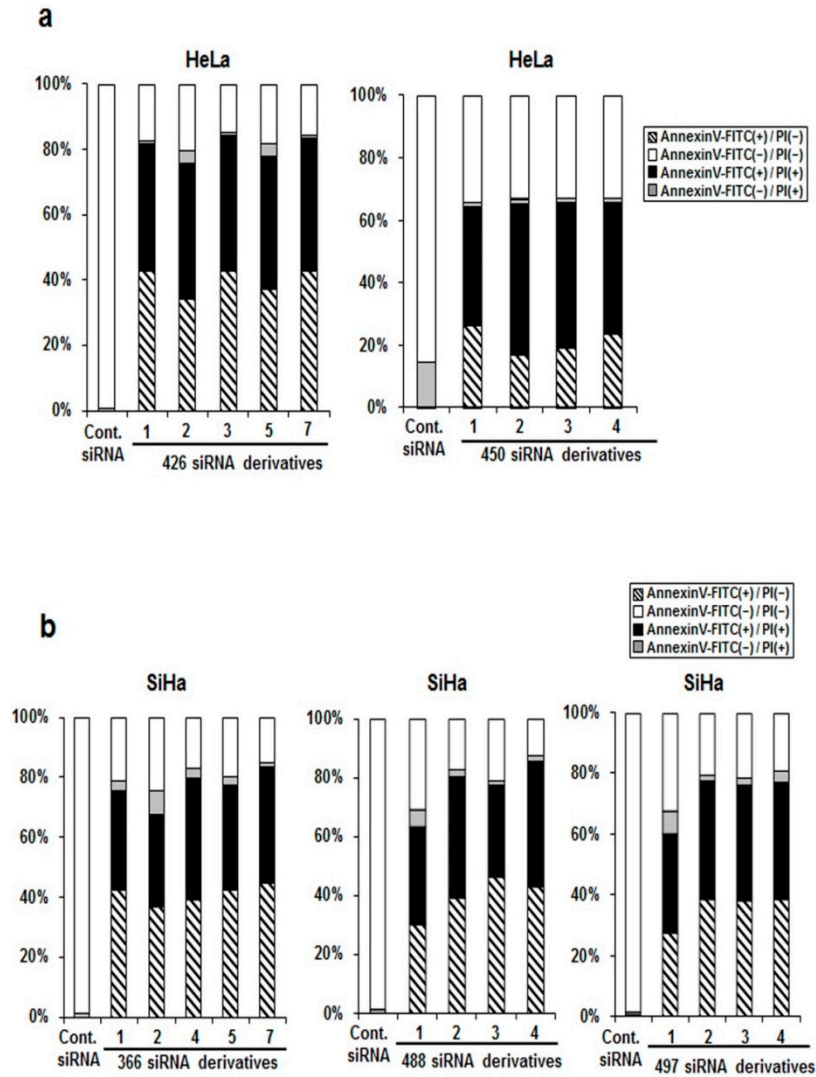 a
HeLa
100%
80%
60%
40%
20%
0%
Cont.
siRNA
1 2 3 5 7
426 siRNA derivatives
HeLa
100%
80%
60%
40%
20%
0%
Cont.
siRNA
1 2 3 4
450 siRNA derivatives
AnnexinV-FITC(+) / PI(−)
AnnexinV-FITC(−) / PI(−)
AnnexinV-FITC(+) / PI(+)
AnnexinV-FITC(−) / PI(+)
AnnexinV-FITC(+) / PI(−)
AnnexinV-FITC(−) / PI(−)
AnnexinV-FITC(+) / PI(+)
AnnexinV-FITC(−) / PI(+)
b
SiHa
100%
80%
60%
40%
20%
0%
Cont.
siRNA
1 2 4 5 7
366 siRNA derivatives
SiHa
100%
80%
60%
40%
20%
0%
Cont.
siRNA
1 2 3 4
488 siRNA derivatives
SiHa
100%
80%
60%
40%
20%
0%
Cont.
siRNA
1 2 3 4
497 siRNA derivatives